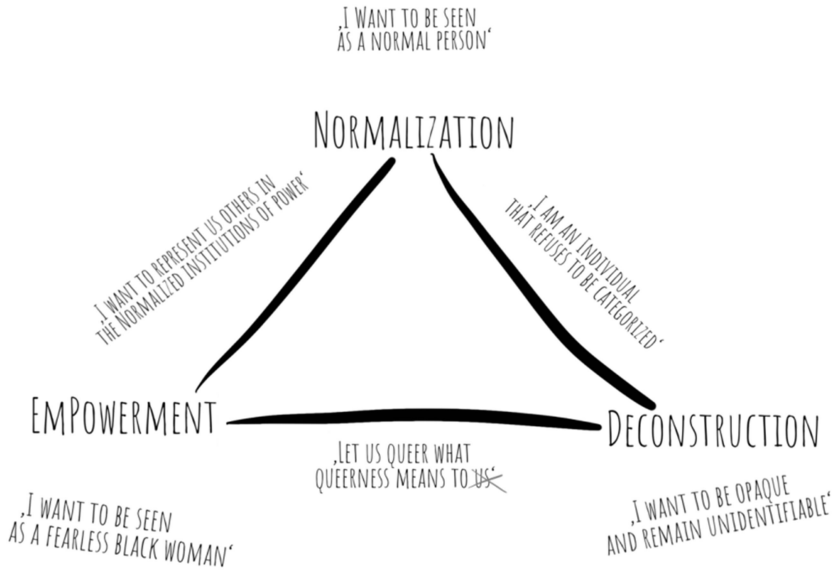 ‚I Want to be seen
as a normal person‘
Normalization
‚I want to represent us others in
the Normalized institutions of power‘
‚I am an Individual
that refuses to be categorized‘
EmPowerment
Deconstruction
‚Let us queer what
queerness means to us‘
‚I want to be seen
as a fearless black woman‘
‚I want to be opaque
and remain unidentifiable‘